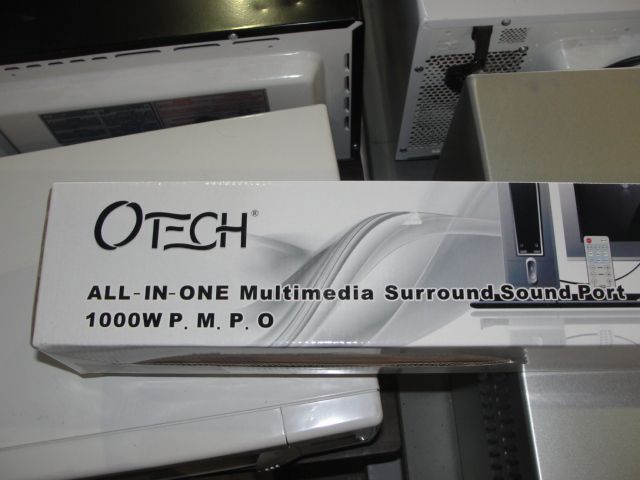 OTECH®
ALL-IN-ONE Multimedia Surround Sound Port
1000W P. M. P. O